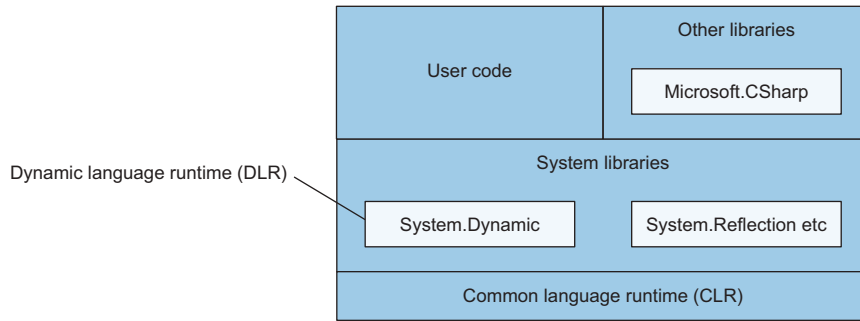 Other libraries
User code
Microsoft.CSharp
System libraries
Dynamic language runtime (DLR)
System.Dynamic
System.Reflection etc
Common language runtime (CLR)